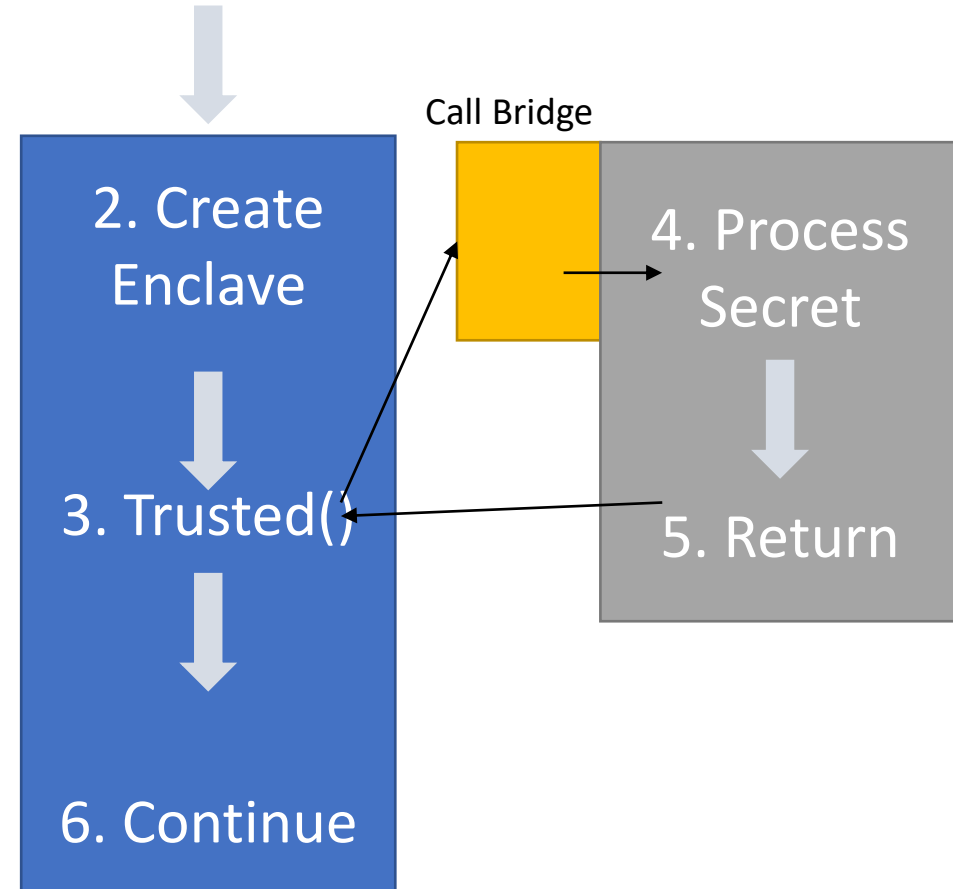 Call Bridge
2. Create
Enclave
3. Trusted()
6. Continue
4. Process
Secret
5. Return